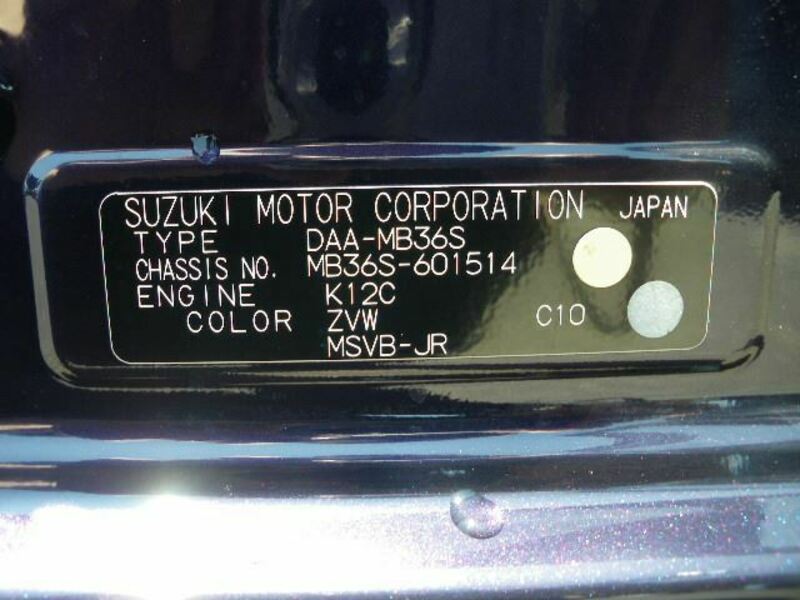 SUZUKI MOTOR CORPORATION JAPAN
TYPE DAA-MB36S
CHASSIS NO. MB36S-601514
ENGINE K12C
COLOR ZVW C10
MSVB-JR